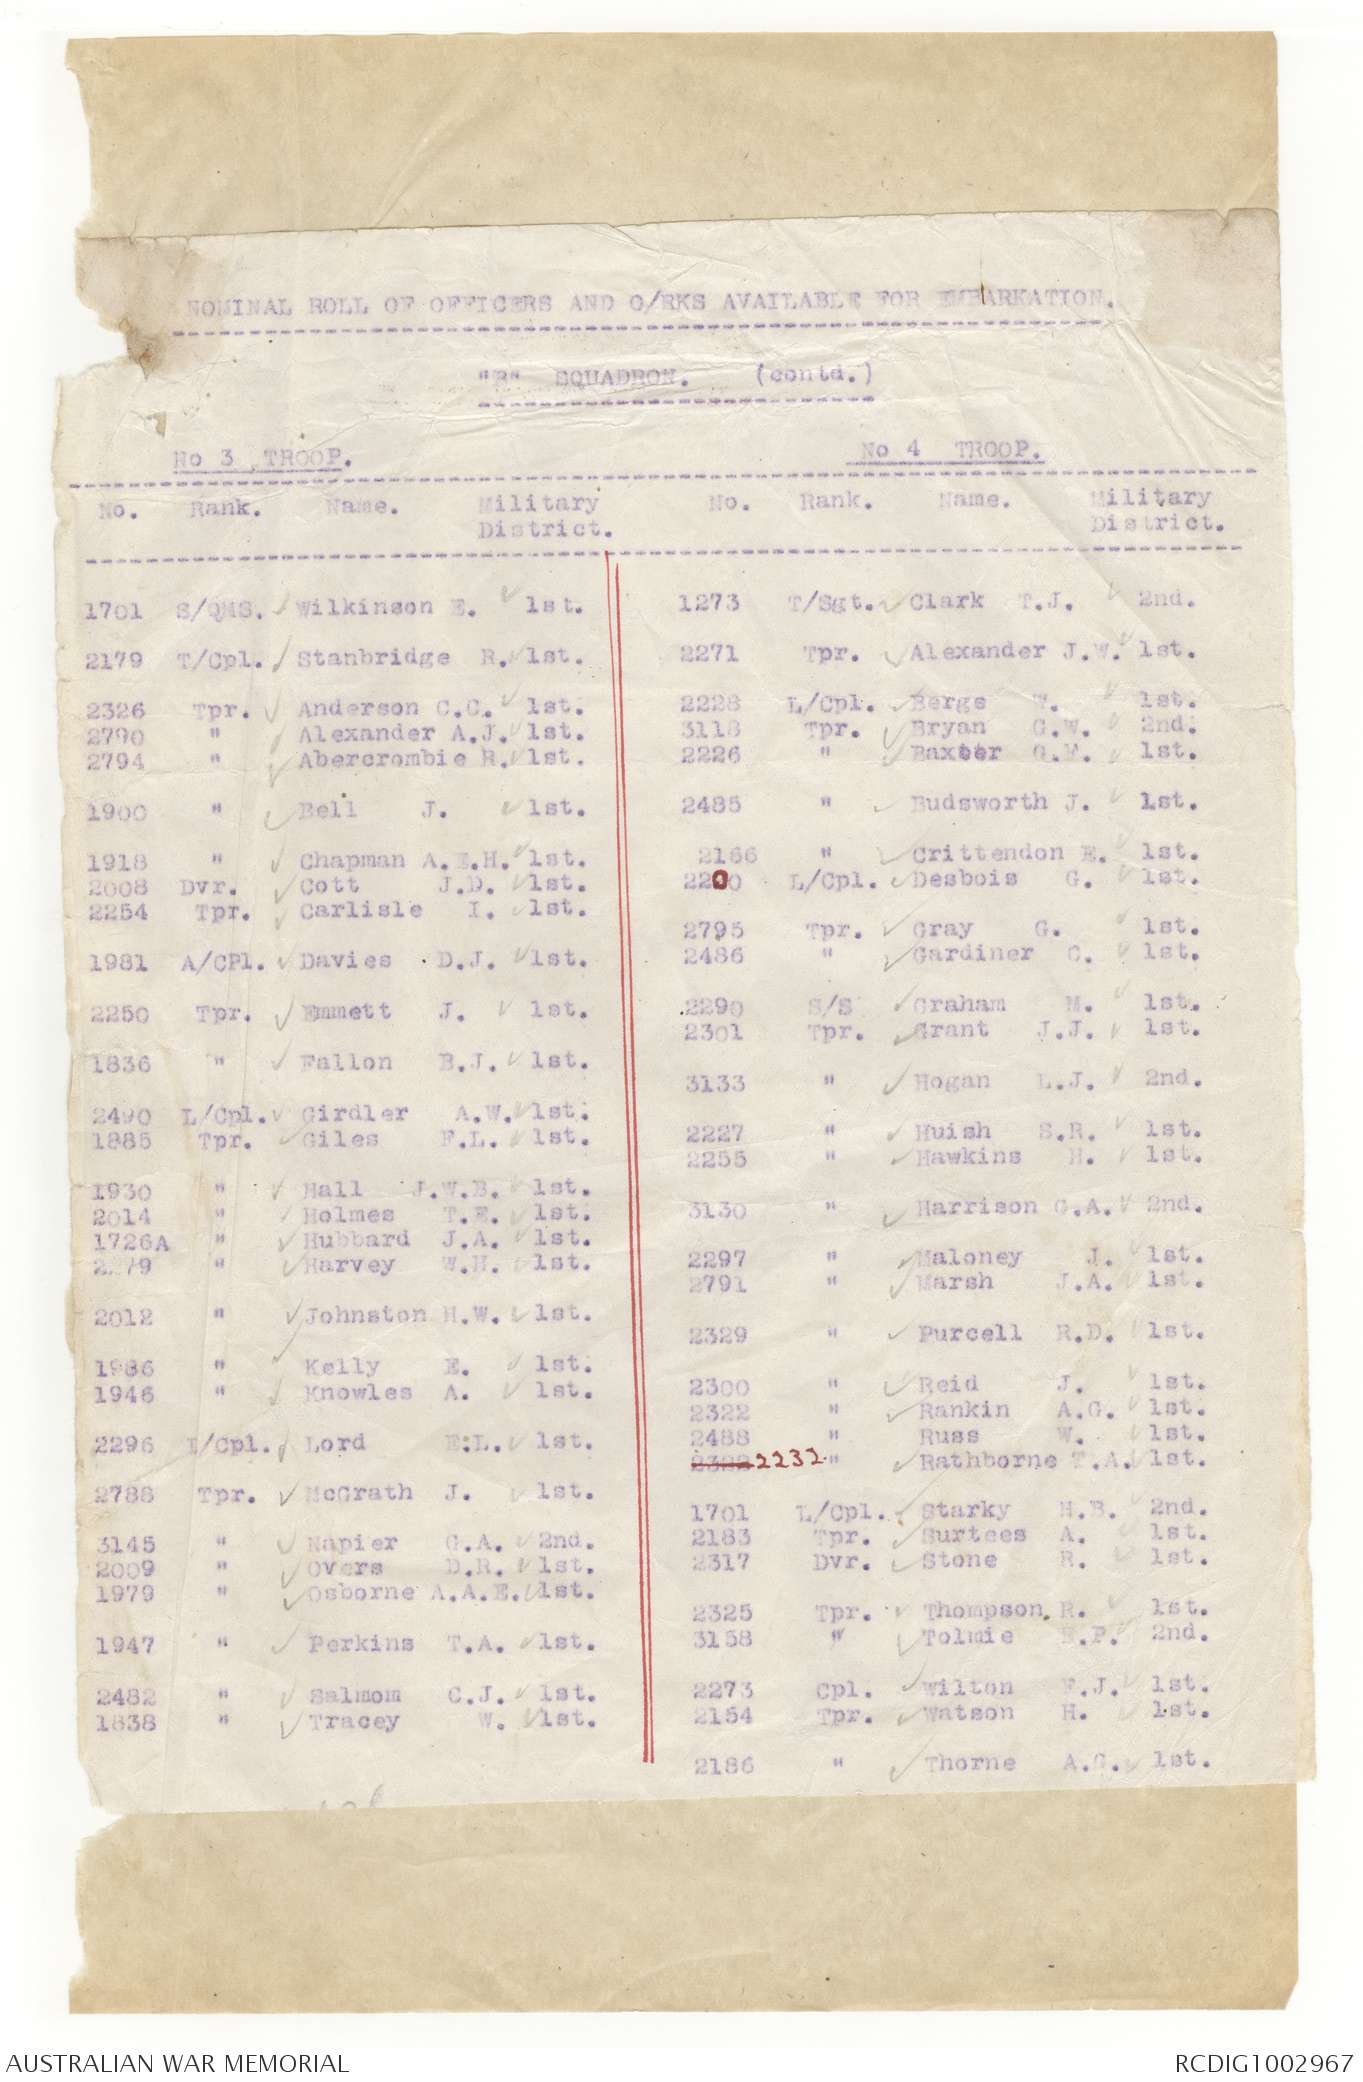 NOMINAL ROLL OF OFFICERS AND O/RKS AVAILABLE FOR EMBARKATION.
"B" SQUADRON. (contd.)
No 3 TROOP.
No. Rank. Name. Military
District.
1701 S/QMS. ✓ Wilkinson E. ✓ 1st.
2179 T/Cpl. ✓ Stanbridge R. ✓ 1st.
2326 Tpr. ✓ Anderson C.C. ✓ 1st.
2790 " ✓ Alexander A.J. ✓ 1st.
2794 " ✓ Abercrombie R. ✓ 1st.
1900 " ✓ Bell J. ✓ 1st.
1918 " ✓ Chapman A.E.H. ✓ 1st.
2008 Dvr. ✓ Cott J.D. ✓ 1st.
2254 Tpr. ✓ Carlisle I. ✓ 1st.
1981 A/CPl. ✓ Davies D.J. ✓ 1st.
2250 Tpr. ✓ Emmett J. ✓ 1st.
1836 " ✓ Fallon B.J. ✓ 1st.
2490 L/Cpl. ✓ Girdler A.W. ✓ 1st.
1885 Tpr. ✓ Giles F.L. ✓ 1st.
1930 " ✓ Hall J.W.B. ✓ 1st.
2014 " ✓ Holmes T.E. ✓ 1st.
1726A " ✓ Hubbard J.A. ✓ 1st.
" ✓ Harvey W.H. ✓ 1st.
2012 " ✓ Johnston H.W. ✓ 1st.
1986 " ✓ Kelly E. ✓ 1st.
1946 " ✓ Knowles A. ✓ 1st.
2296 L/Cpl. ✓ Lord E.L. ✓ 1st.
2788 Tpr. ✓ McGrath J. ✓ 1st.
3145 " ✓ Napier G.A. ✓ 2nd.
2009 " ✓ Overs D.R. ✓ 1st.
1979 " ✓ Osborne A.A.E. ✓ 1st.
1947 " ✓ Perkins T.A. ✓ 1st.
2482 " ✓ Salmom C.J. ✓ 1st.
1838 " ✓ Tracey W. ✓ 1st.
No 4 TROOP.
No. Rank. Name. Military
District.
1273 T/Sgt. ✓ Clark T.J. ✓ 2nd.
2271 Tpr. ✓ Alexander J.W. ✓ 1st.
2228 L/Cpl. ✓ Bergs W. ✓ 1st.
3118 Tpr. ✓ Bryan G.W. ✓ 2nd.
2226 " ✓ Baxter G.F. ✓ 1st.
2485 " ✓ Budsworth J. ✓ 1st.
2166 " ✓ Crittendon E. ✓ 1st.
2200 L/Cpl. ✓ Desbois G. ✓ 1st.
2795 Tpr. ✓ Gray G. ✓ 1st.
2486 " ✓ Gardiner C. ✓ 1st.
2290 S/S ✓ Graham M. ✓ 1st.
2301 Tpr. ✓ Grant J.J. ✓ 1st.
3133 " ✓ Hogan L.J. ✓ 2nd.
2227 " ✓ Huish S.R. ✓ 1st.
2255 " ✓ Hawkins H. ✓ 1st.
3130 " ✓ Harrison G.A. ✓ 2nd.
2297 " ✓ Maloney J. ✓ 1st.
2791 " ✓ Marsh J.A. ✓ 1st.
2329 " ✓ Purcell R.D. ✓ 1st.
2300 " ✓ Reid J. ✓ 1st.
2322 " ✓ Rankin A.G. ✓ 1st.
2488 " Russ W. ✓ 1st.
2232 " ✓ Rathborne T.A. ✓ 1st.
1701 L/Cpl. ✓ Starky H.B. ✓ 2nd.
2183 Tpr. ✓ Surtees A. ✓ 1st.
2317 Dvr. ✓ Stone R. ✓ 1st.
2325 Tpr. ✓ Thompson R. ✓ 1st.
3158 " ✓ Tolmie E.P. ✓ 2nd.
2273 Cpl. ✓ Wilton F.J. ✓ 1st.
2154 Tpr. ✓ Watson H. ✓ 1st.
2186 " ✓ Thorne A.G. ✓ 1st.
AUSTRALIAN WAR MEMORIAL
RCDIG1002967